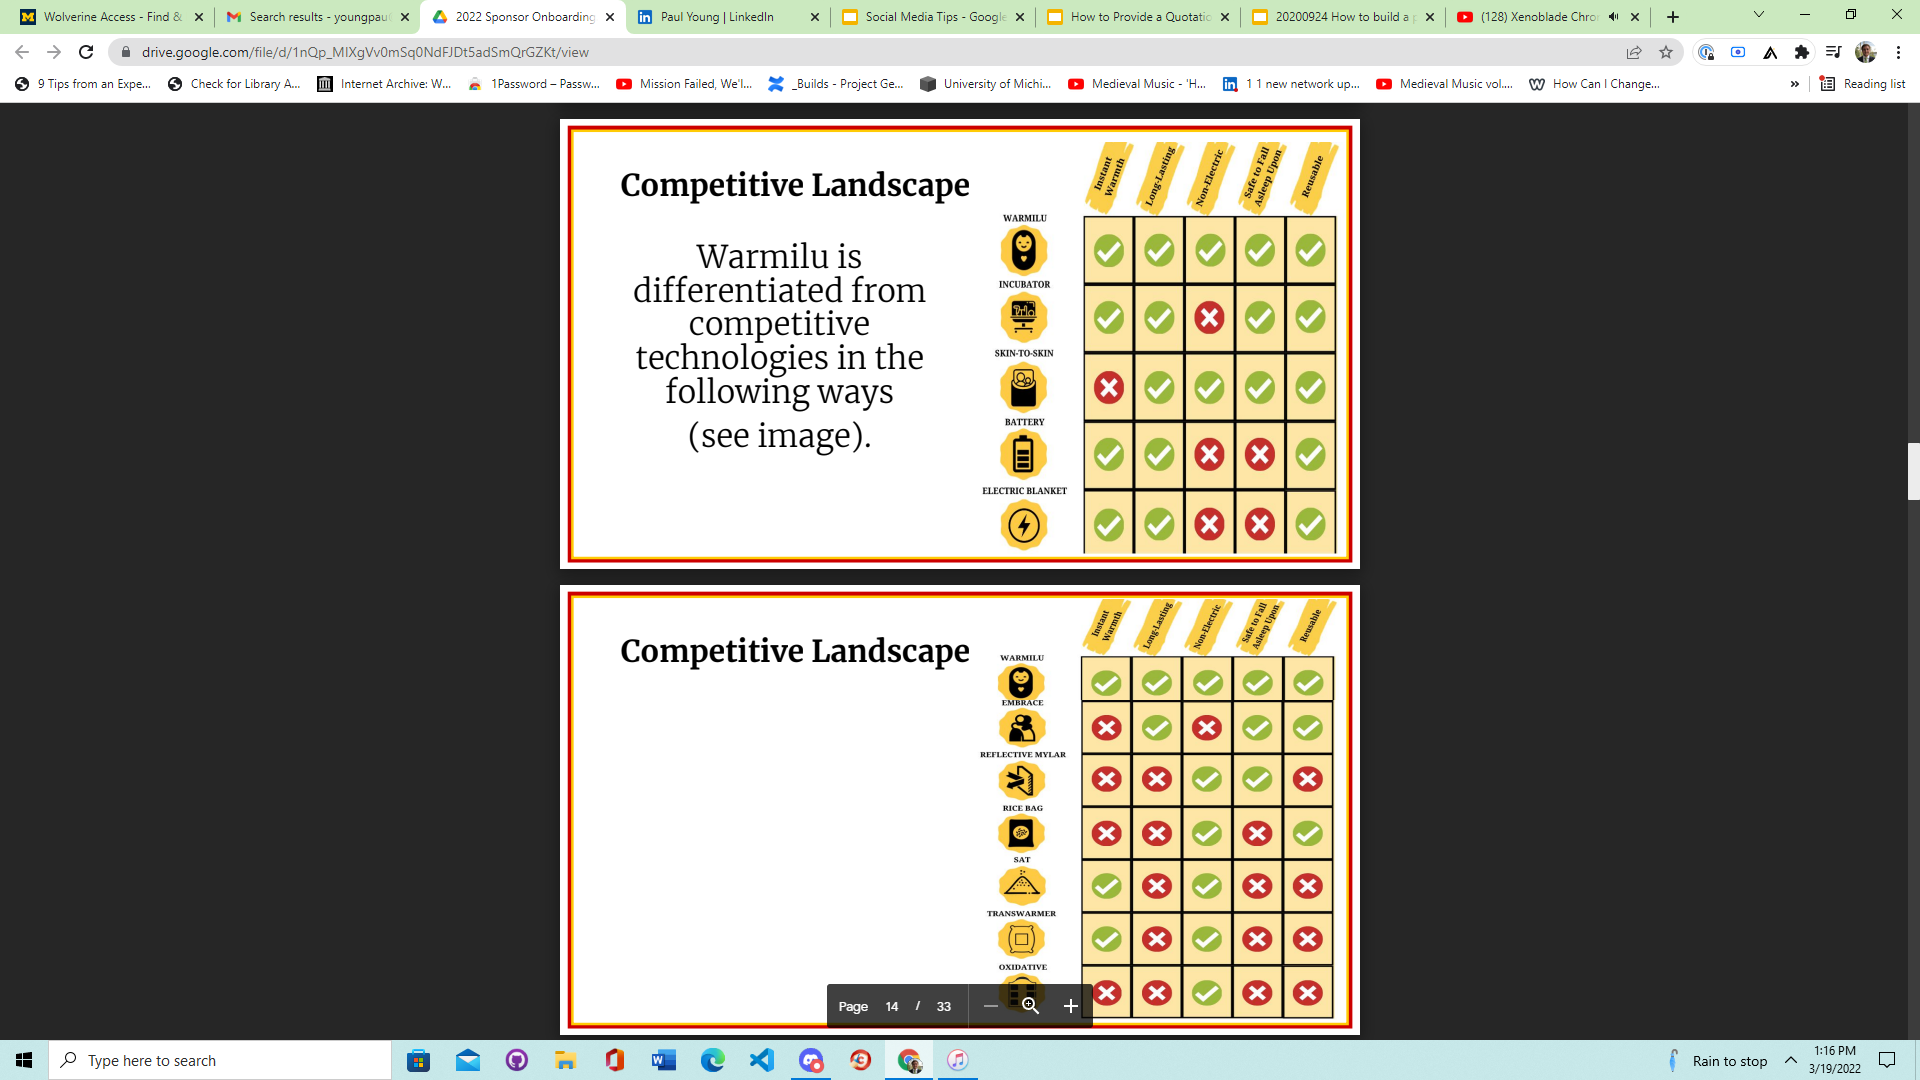 Wolverine Access - Find &
Search results - youngpau
2022 Sponsor Onboarding
Paul Young | LinkedIn
Social Media Tips - Google
How to Provide a Quotatio
20200924 How to build a p
(128) Xenoblade Chror
drive.google.com/file/d/1nQp_MlXgVv0mSq0NdFJDt5adSmQrGZKt/view
9 Tips from an Expe...
Check for Library A...
Internet Archive: W...
1Password – Passw...
Mission Failed, We'l...
_Builds - Project Ge...
University of Michi...
Medieval Music - 'H...
1 1 new network up...
Medieval Music vol....
How Can I Change...
»
Reading list
Competitive Landscape
Warmilu is
differentiated from
competitive
technologies in the
following ways
(see image).
Instant
Warmth
Long-Lasting
Non-Electric
Safe to Fall
Asleep Upon
Reusable
WARMILU
INCUBATOR
SKIN-TO-SKIN
BATTERY
ELECTRIC BLANKET
Competitive Landscape
Instant
Warmth
Long-Lasting
Non-Electric
Safe to Fall
Asleep Upon
Reusable
WARMILU
EMBRACE
REFLECTIVE MYLAR
RICE BAG
SAT
TRANSWARMER
OXIDATIVE
Page 14 / 33
Type here to search
Rain to stop
1:16 PM
3/19/2022